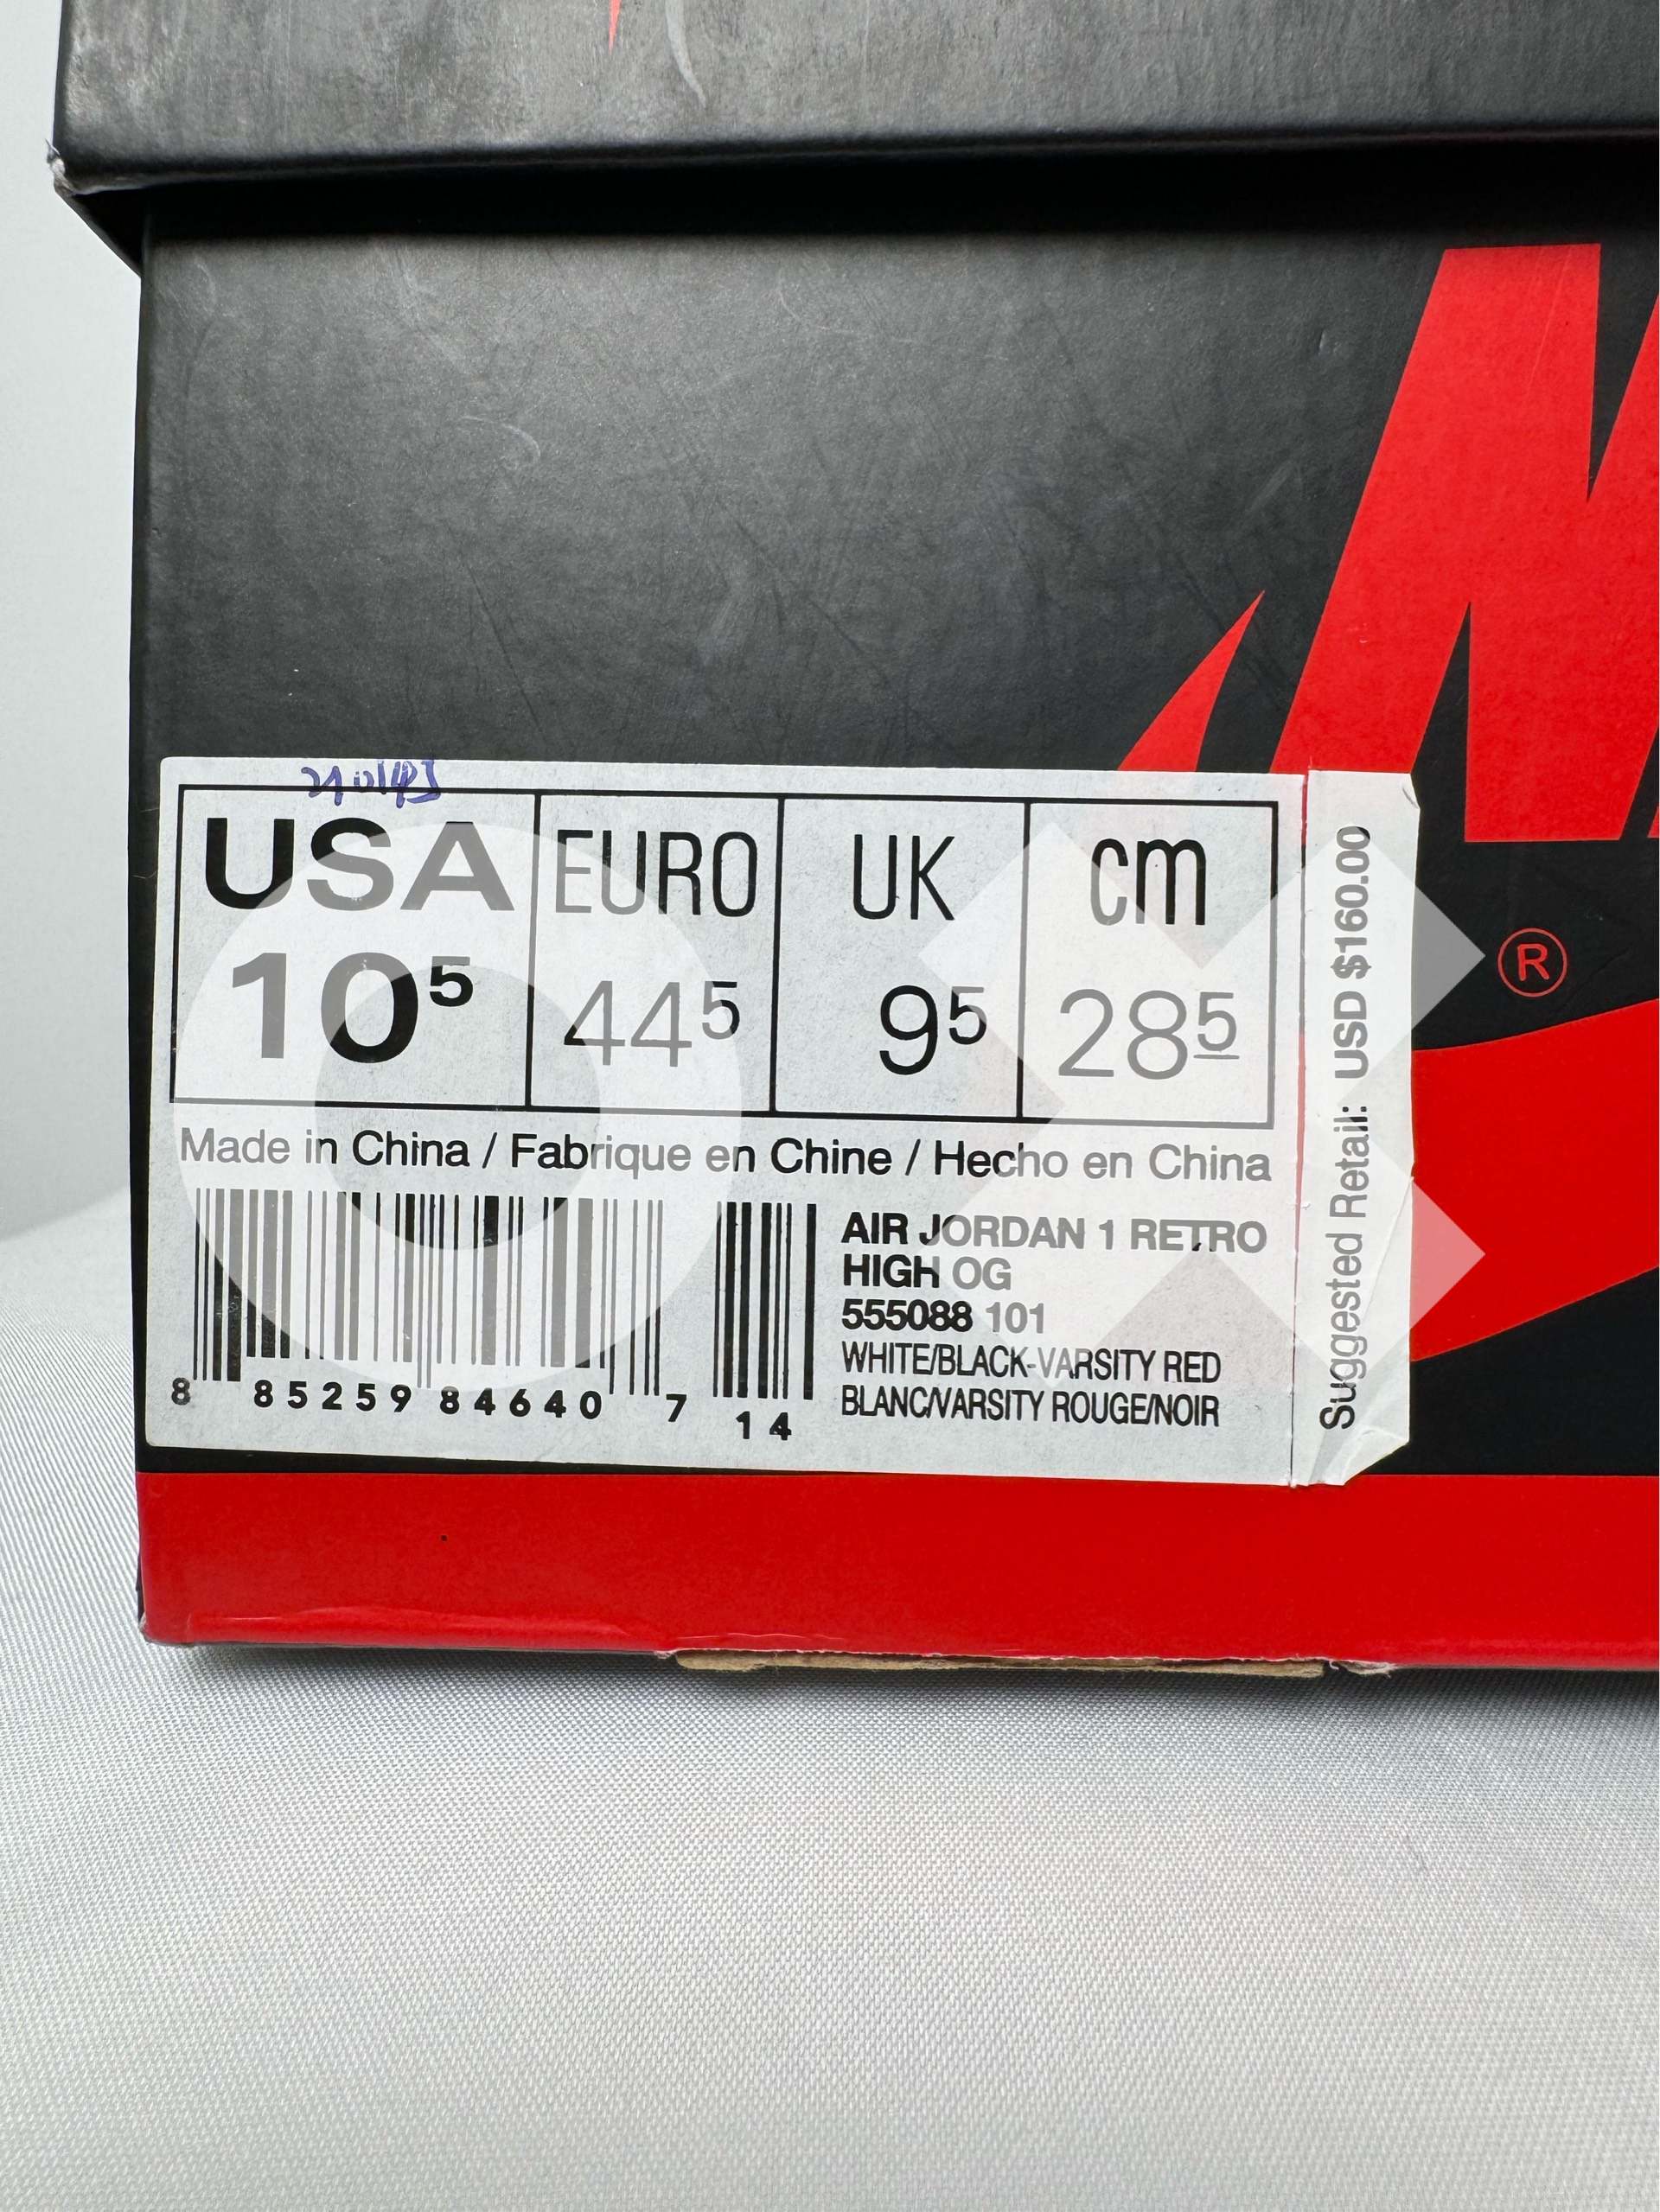 USA EURO UK cm
10⁵ 44⁵ 9⁵ 28⁵
Made in China / Fabrique en Chine / Hecho en China
AIR JORDAN 1 RETRO
HIGH OG
555088 101
WHITE/BLACK-VARSITY RED
BLANC/VARSITY ROUGE/NOIR
8 85259 84640 7 14
Suggested Retail: USD $160.00
®